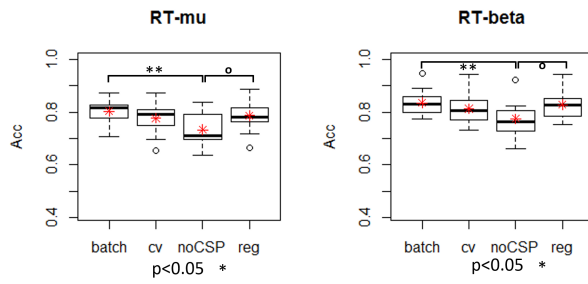 RT-mu
RT-beta
1.0
0.8
0.6
0.4
Acc
** o
batch cv noCSP reg
p<0.05 *
1.0
0.8
0.6
0.4
Acc
** o
batch cv noCSP reg
p<0.05 *